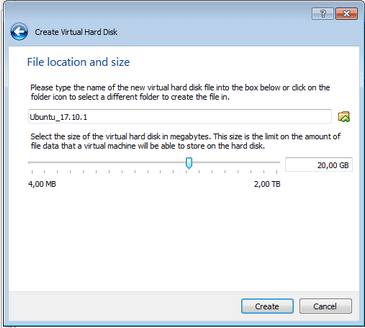 Create Virtual Hard Disk
File location and size
Please type the name of the new virtual hard disk file into the box below or click on the
folder icon to select a different folder to create the file in.
Ubuntu_17.10.1
Select the size of the virtual hard disk in megabytes. This size is the limit on the amount of
file data that a virtual machine will be able to store on the hard disk.
20,00 GB
4,00 MB 2,00 TB
Create Cancel